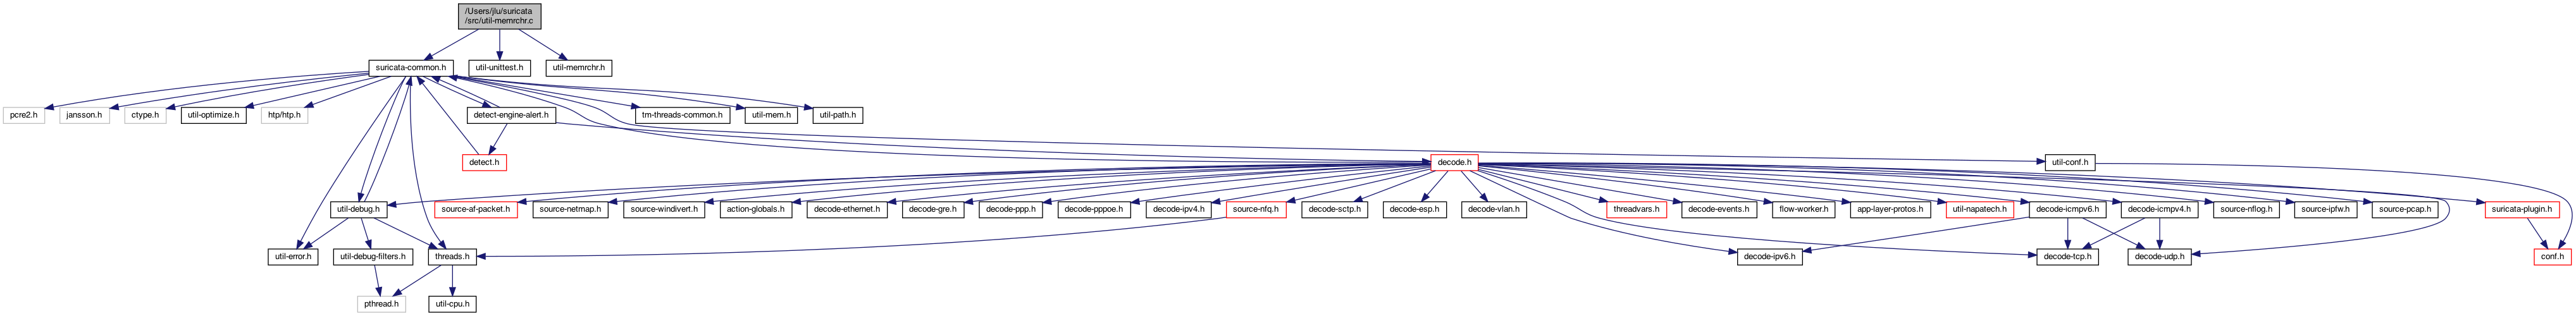 /Users/jlu/suricata
/src/util-memrchr.c
suricata-common.h
util-unittest.h
util-memrchr.h
pcre2.h
jansson.h
ctype.h
util-optimize.h
htp/htp.h
detect-engine-alert.h
tm-threads-common.h
util-mem.h
util-path.h
detect.h
decode.h
util-conf.h
util-debug.h
source-af-packet.h
source-netmap.h
source-windivert.h
action-globals.h
decode-ethernet.h
decode-gre.h
decode-ppp.h
decode-pppoe.h
decode-ipv4.h
source-nfq.h
decode-sctp.h
decode-esp.h
decode-vlan.h
threadvars.h
decode-events.h
flow-worker.h
app-layer-protos.h
util-napatech.h
decode-icmpv6.h
decode-icmpv4.h
source-nflog.h
source-ipfw.h
source-pcap.h
suricata-plugin.h
util-error.h
util-debug-filters.h
threads.h
decode-ipv6.h
decode-tcp.h
decode-udp.h
conf.h
pthread.h
util-cpu.h